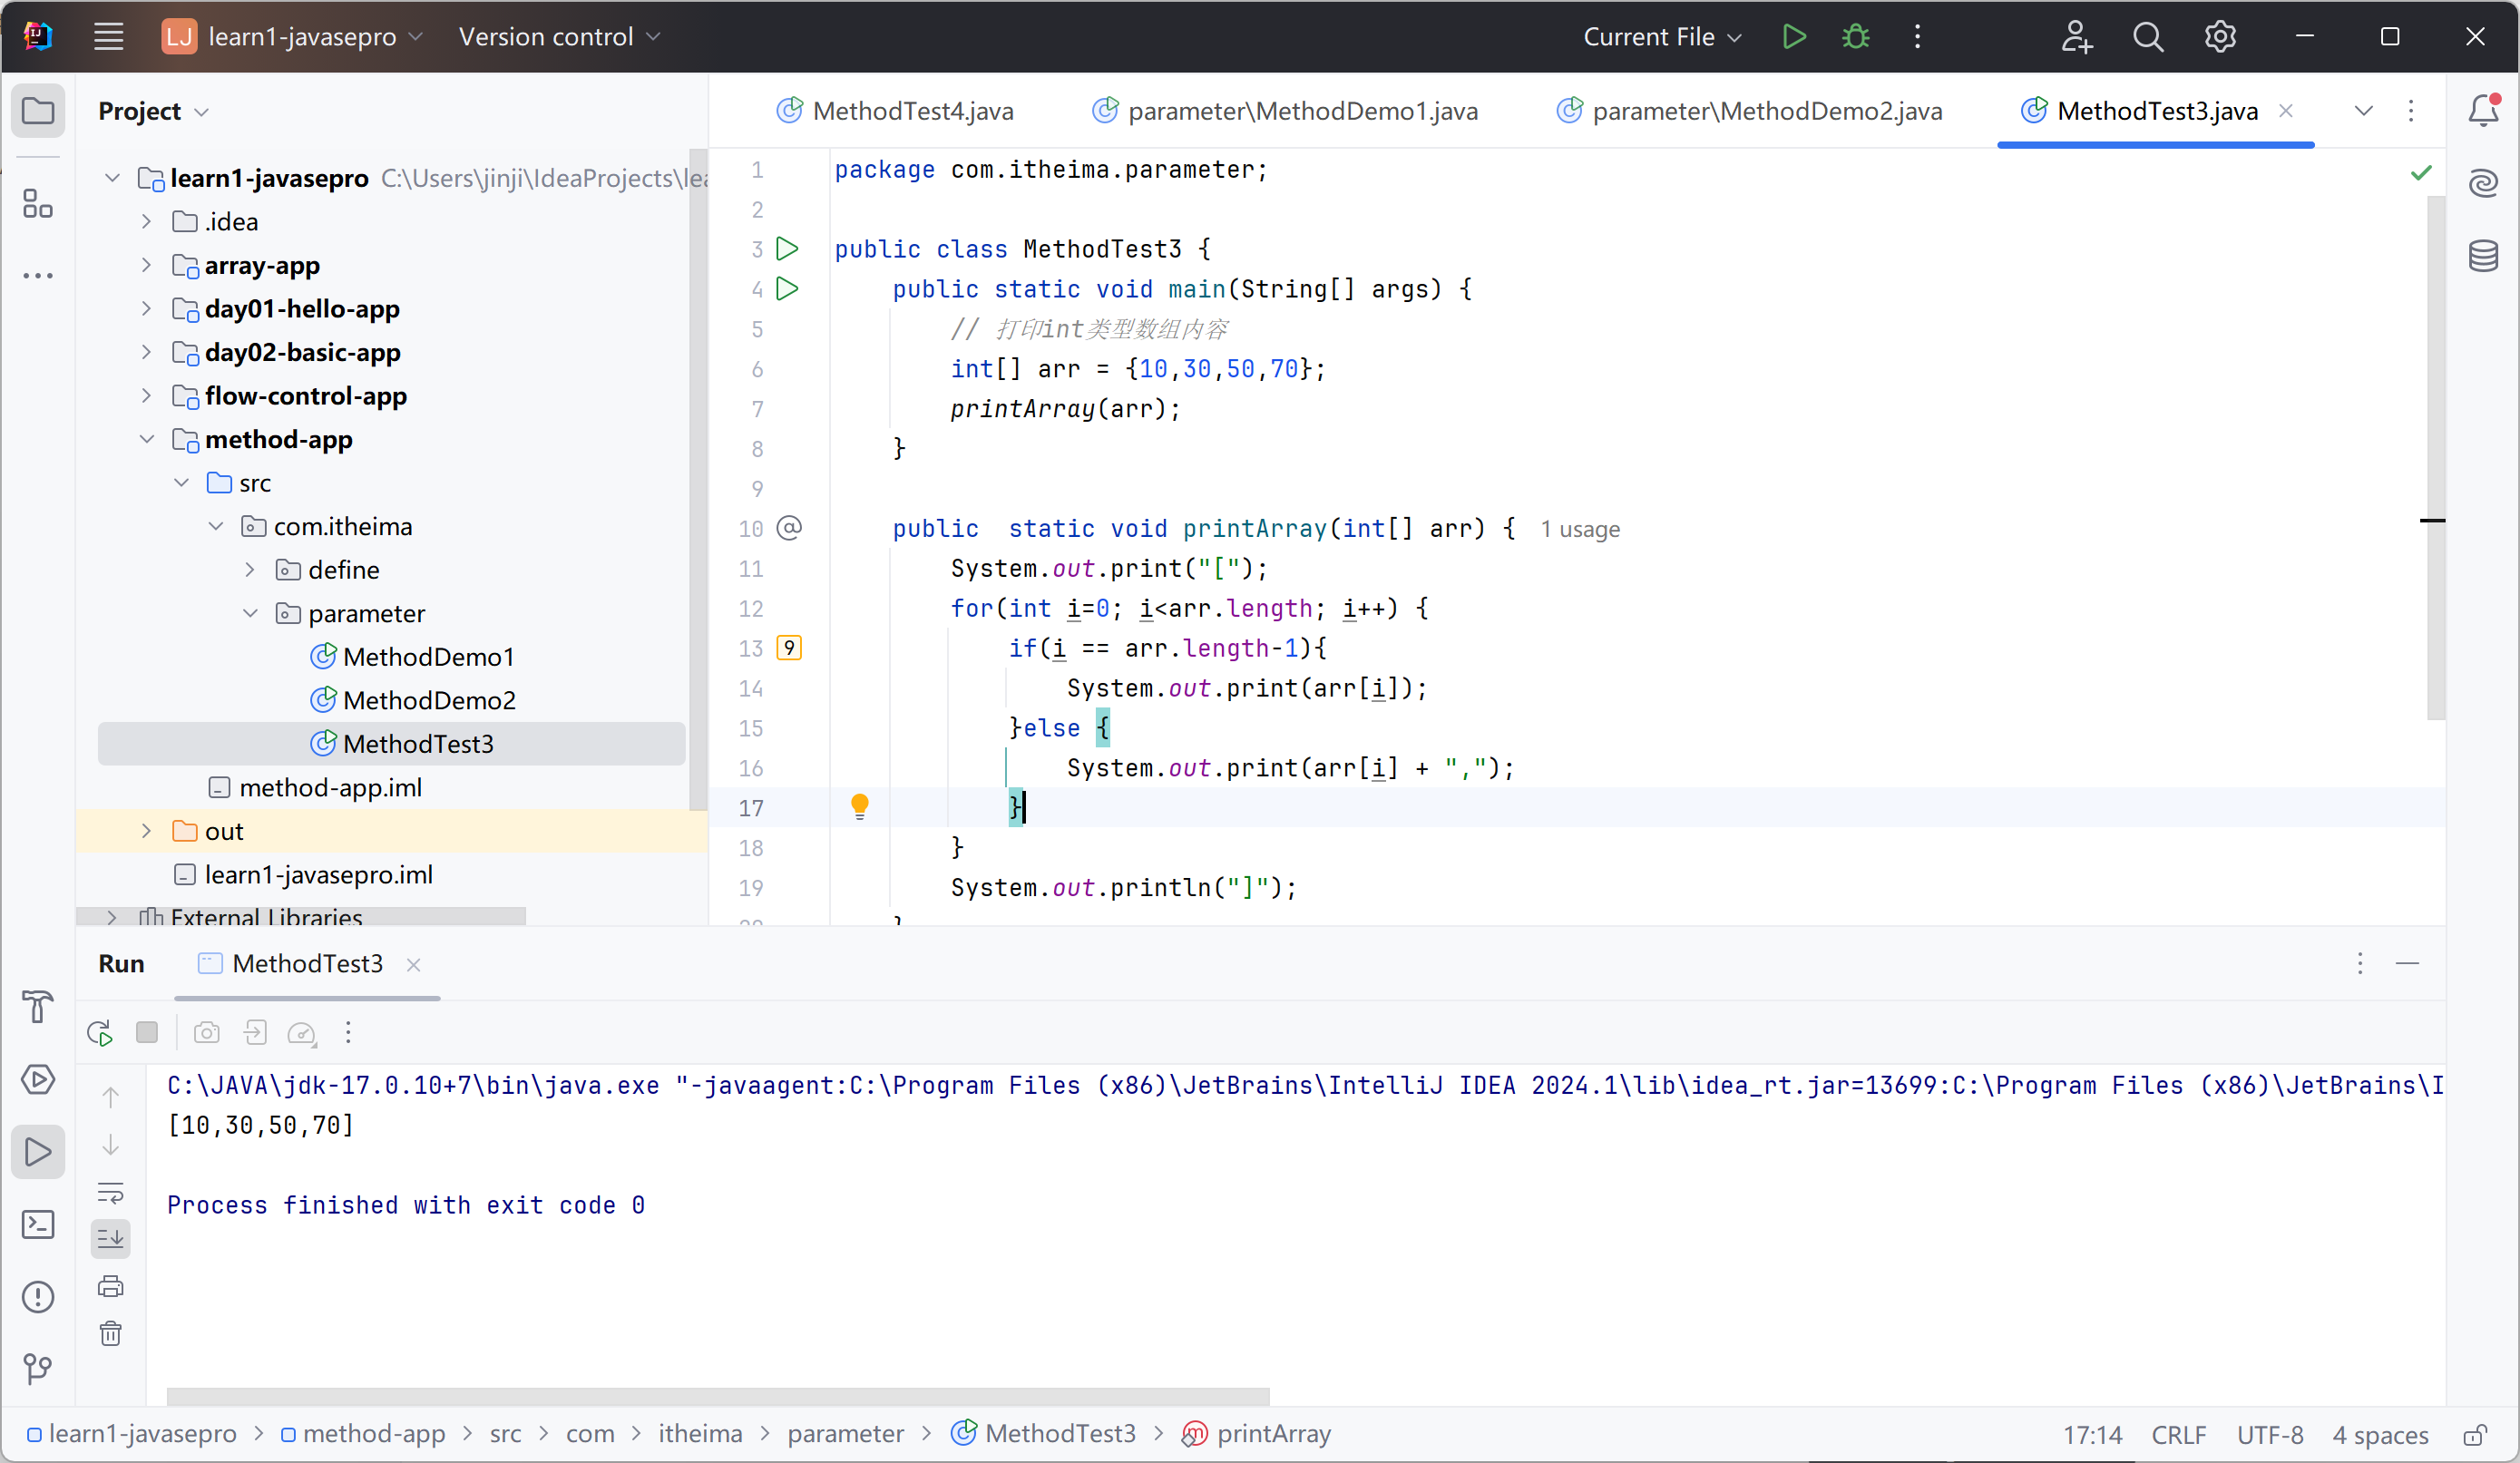 LJ learn1-javasepro Version control Current File
Project
learn1-javasepro C:\Users\jinji\IdeaProjects\lea
.idea
array-app
day01-hello-app
day02-basic-app
flow-control-app
method-app
src
com.itheima
define
parameter
MethodDemo1
MethodDemo2
MethodTest3
method-app.iml
out
learn1-javasepro.iml
External Libraries
MethodTest4.java parameter\MethodDemo1.java parameter\MethodDemo2.java MethodTest3.java
1 package com.itheima.parameter;
2
3 public class MethodTest3 {
4 public static void main(String[] args) {
5 // 打印int类型数组内容
6 int[] arr = {10,30,50,70};
7 printArray(arr);
8 }
9
10 public  static void printArray(int[] arr) { 1 usage
11 System.out.print("[");
12 for(int i=0; i<arr.length; i++) {
13 9 if(i == arr.length-1){
14 System.out.print(arr[i]);
15 }else {
16 System.out.print(arr[i] + ",");
17 }
18 }
19 System.out.println("]");
Run MethodTest3
C:\JAVA\jdk-17.0.10+7\bin\java.exe "-javaagent:C:\Program Files (x86)\JetBrains\IntelliJ IDEA 2024.1\lib\idea_rt.jar=13699:C:\Program Files (x86)\JetBrains\I
[10,30,50,70]
Process finished with exit code 0
learn1-javasepro > method-app > src > com > itheima > parameter > MethodTest3 > printArray 17:14 CRLF UTF-8 4 spaces